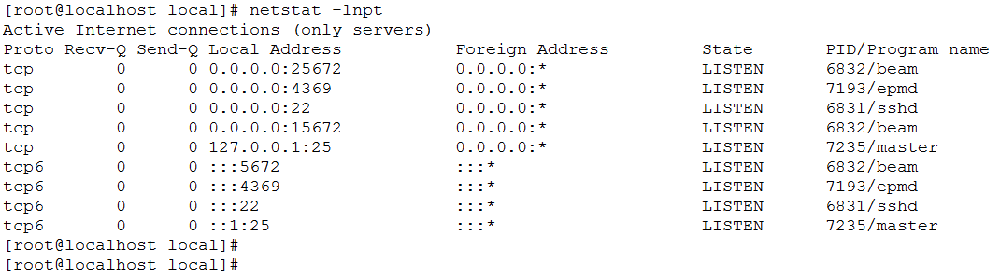 [root@localhost local]# netstat -lnpt
Active Internet connections (only servers)
Proto Recv-Q Send-Q Local Address           Foreign Address         State       PID/Program name
tcp        0      0 0.0.0.0:25672           0.0.0.0:*               LISTEN      6832/beam
tcp        0      0 0.0.0.0:4369            0.0.0.0:*               LISTEN      7193/epmd
tcp        0      0 0.0.0.0:22              0.0.0.0:*               LISTEN      6831/sshd
tcp        0      0 0.0.0.0:15672           0.0.0.0:*               LISTEN      6832/beam
tcp        0      0 127.0.0.1:25            0.0.0.0:*               LISTEN      7235/master
tcp6       0      0 :::5672                 :::*                    LISTEN      6832/beam
tcp6       0      0 :::4369                 :::*                    LISTEN      7193/epmd
tcp6       0      0 :::22                   :::*                    LISTEN      6831/sshd
tcp6       0      0 ::1:25                  :::*                    LISTEN      7235/master
[root@localhost local]#
[root@localhost local]#